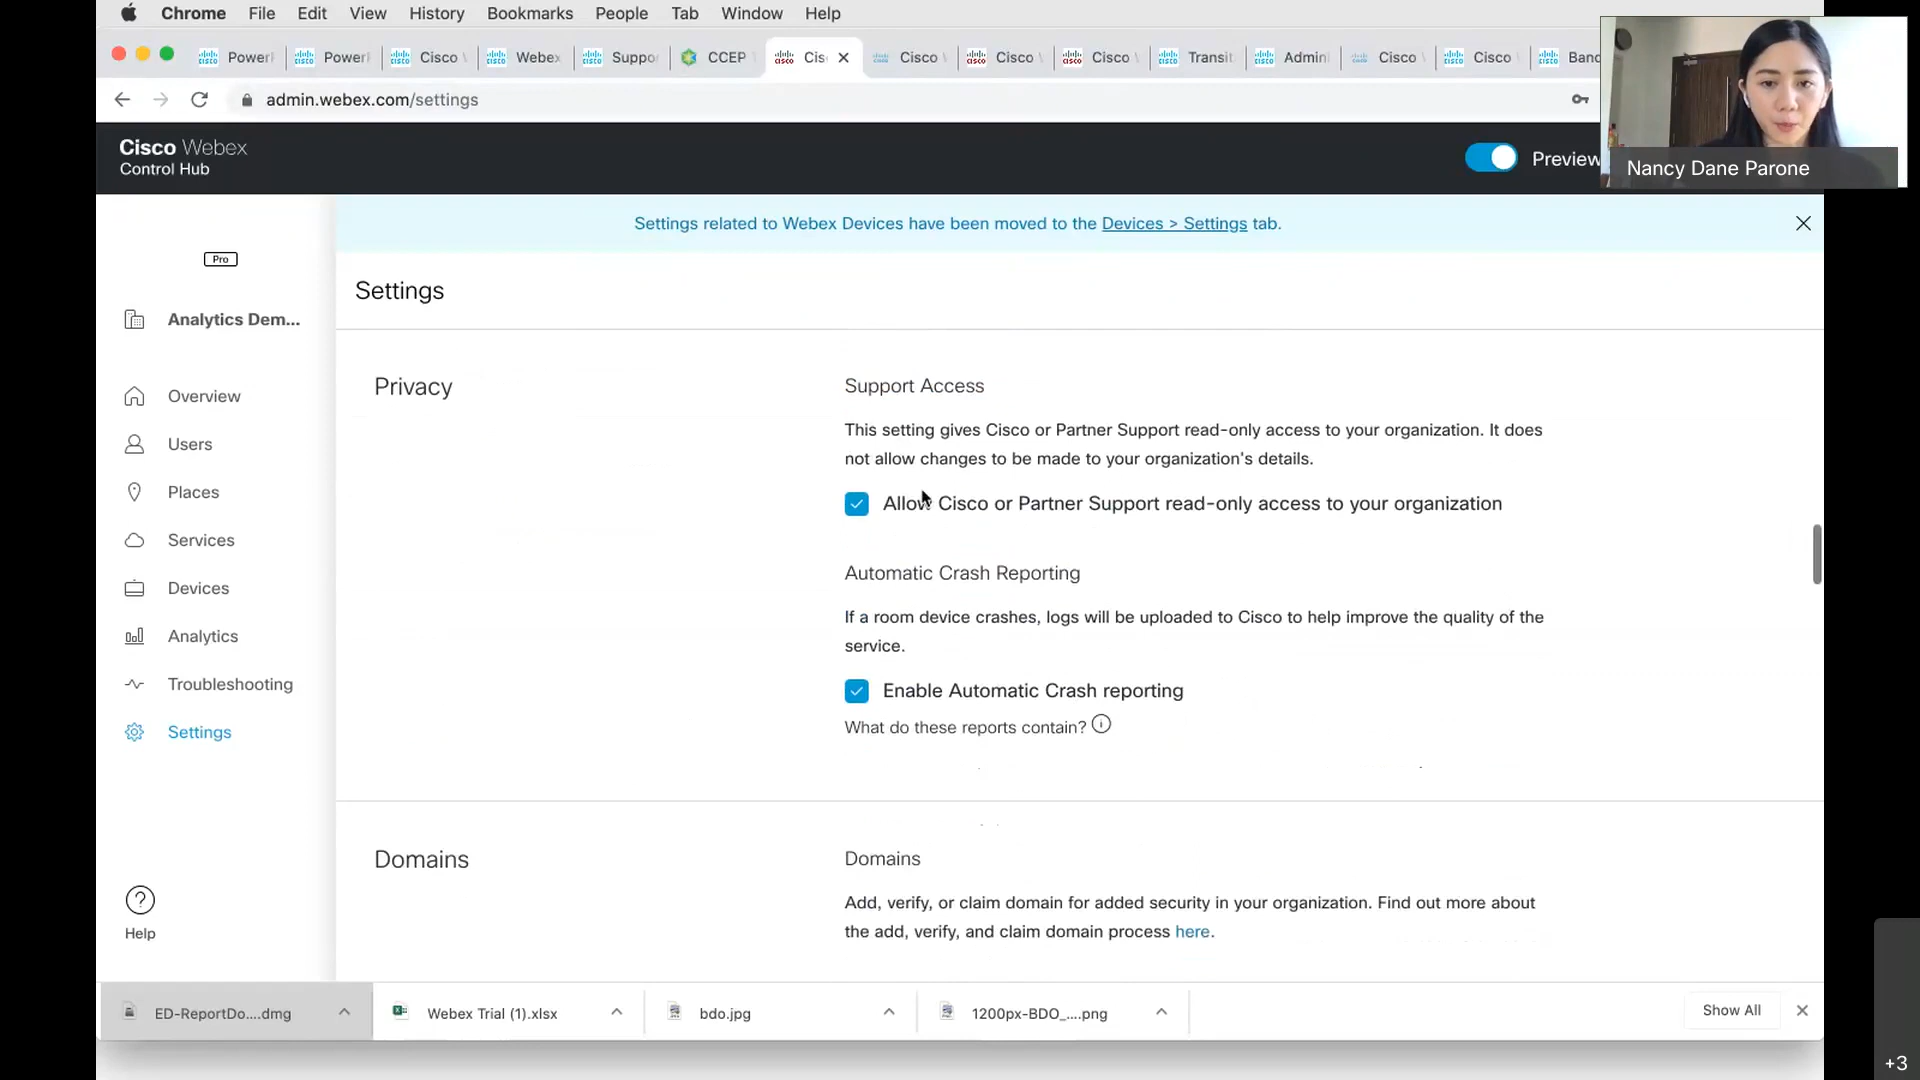 Chrome File Edit View History Bookmarks People Tab Window Help
Power Power Cisco Webex Suppo CCEP Cis Cisco Cisco Cisco Transit Admin Cisco Cisco Ban
admin.webex.com/settings
Cisco Webex
Control Hub
Preview
Nancy Dane Parone
Settings related to Webex Devices have been moved to the Devices > Settings tab.
Pro
Analytics Dem...
Overview
Users
Places
Services
Devices
Analytics
Troubleshooting
Settings
Help
Settings
Privacy
Support Access
This setting gives Cisco or Partner Support read-only access to your organization. It does
not allow changes to be made to your organization's details.
Allow Cisco or Partner Support read-only access to your organization
Automatic Crash Reporting
If a room device crashes, logs will be uploaded to Cisco to help improve the quality of the
service.
Enable Automatic Crash reporting
What do these reports contain?
Domains
Domains
Add, verify, or claim domain for added security in your organization. Find out more about
the add, verify, and claim domain process here.
ED-ReportDo....dmg
Webex Trial (1).xlsx
bdo.jpg
1200px-BDO_....png
Show All
+3